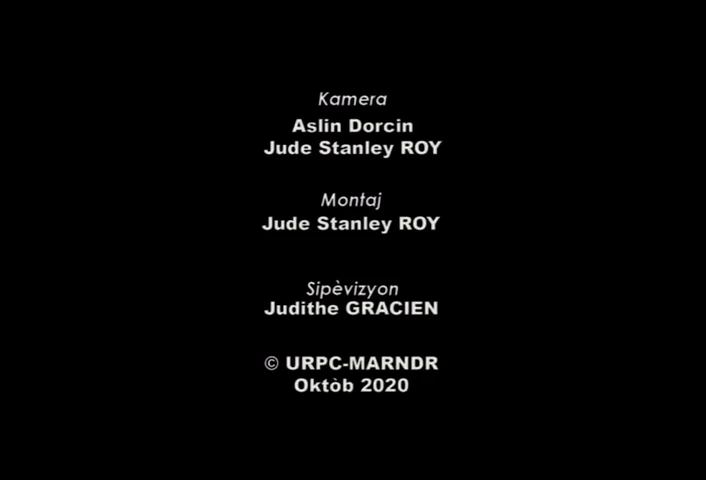 Kamera
Aslin Dorcin
Jude Stanley ROY
Montaj
Jude Stanley ROY
Sipèvizyon
Judithe GRACIEN
© URPC-MARNDR
Oktòb 2020